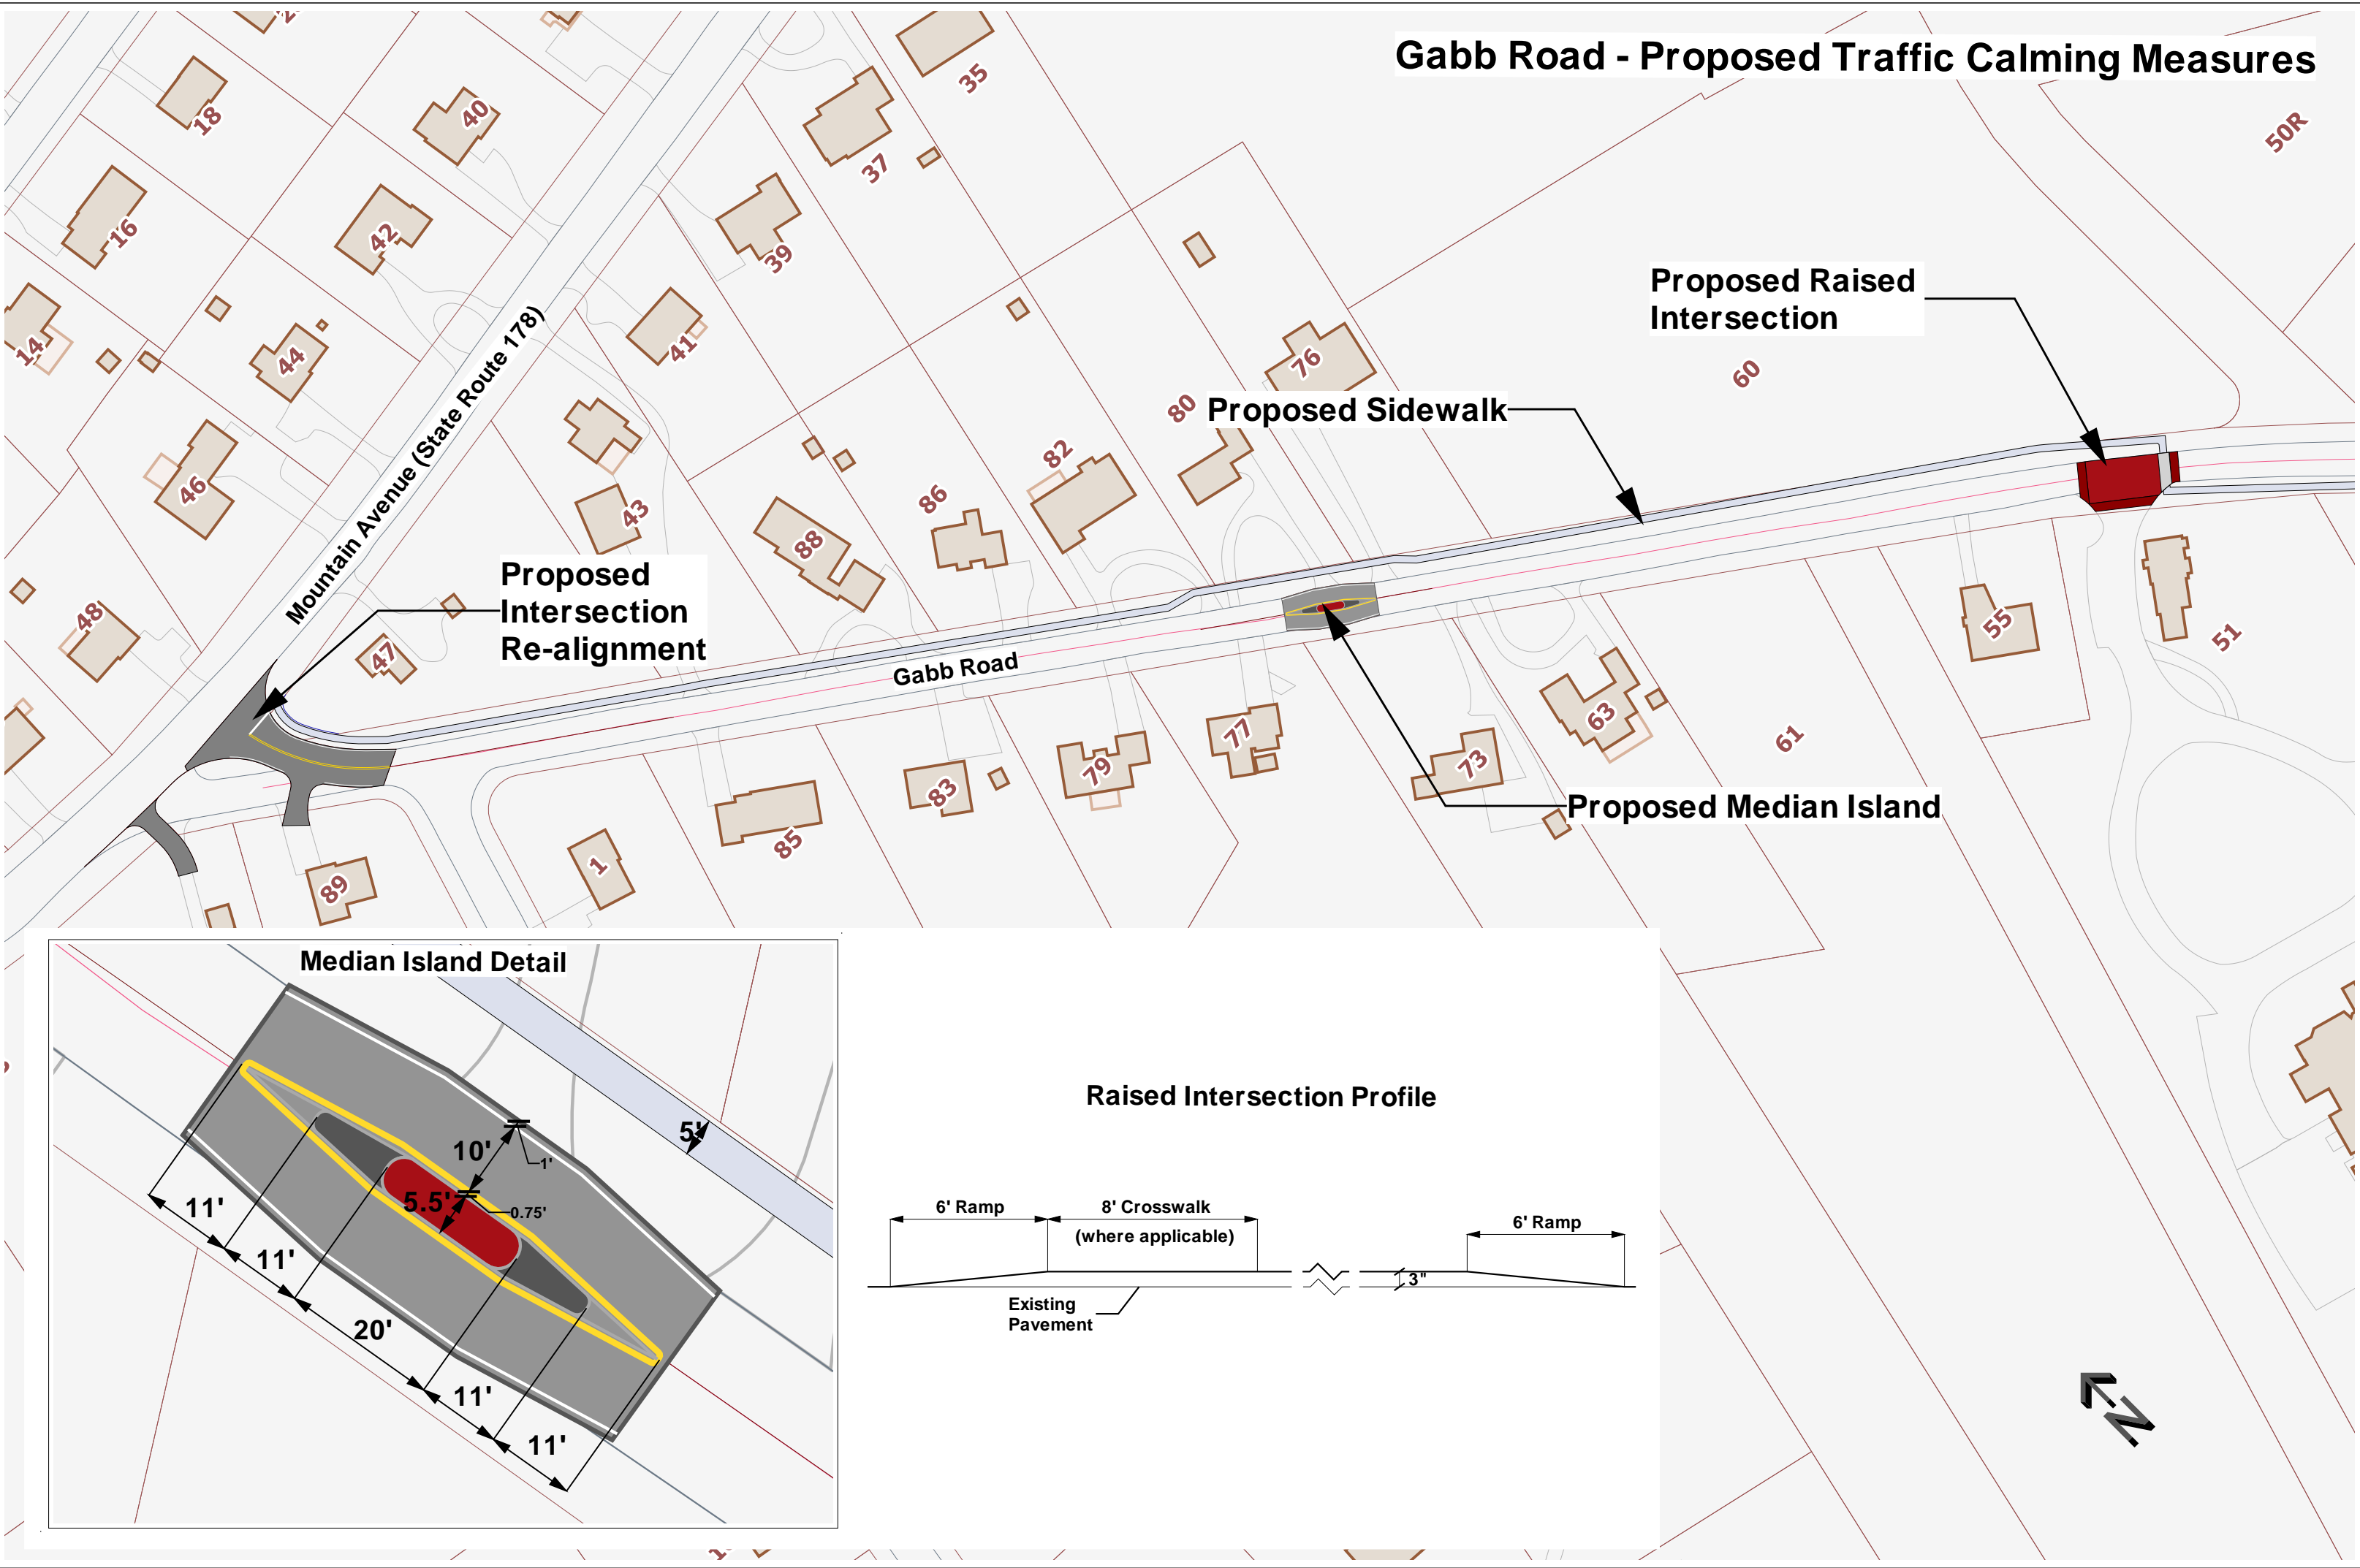 Gabb Road - Proposed Traffic Calming Measures
35
18
40
37
50R
16
42
39
Proposed Raised
Intersection
14
44
41
76
60
Mountain Avenue (State Route 178)
80
Proposed Sidewalk
82
46
43
86
88
Proposed
Intersection
Re-alignment
48
47
Gabb Road
55
51
63
61
77
73
79
83
Proposed Median Island
85
1
89
Median Island Detail
5'
10'
1'
5.5'
0.75'
11'
11'
20'
11'
11'
Raised Intersection Profile
6' Ramp
8' Crosswalk
(where applicable)
6' Ramp
3"
Existing
Pavement
N